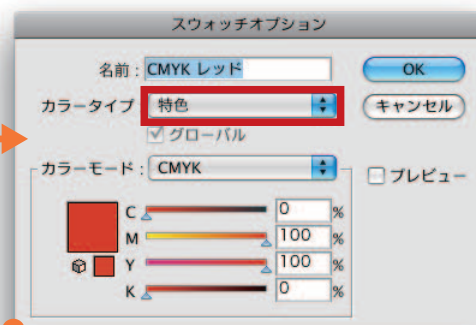 スウォッチオプション
名前: CMYK レッド
OK
カラータイプ 特色
キャンセル
グローバル
カラーモード: CMYK
プレビュー
C 0 %
M 100 %
Y 100 %
K 0 %